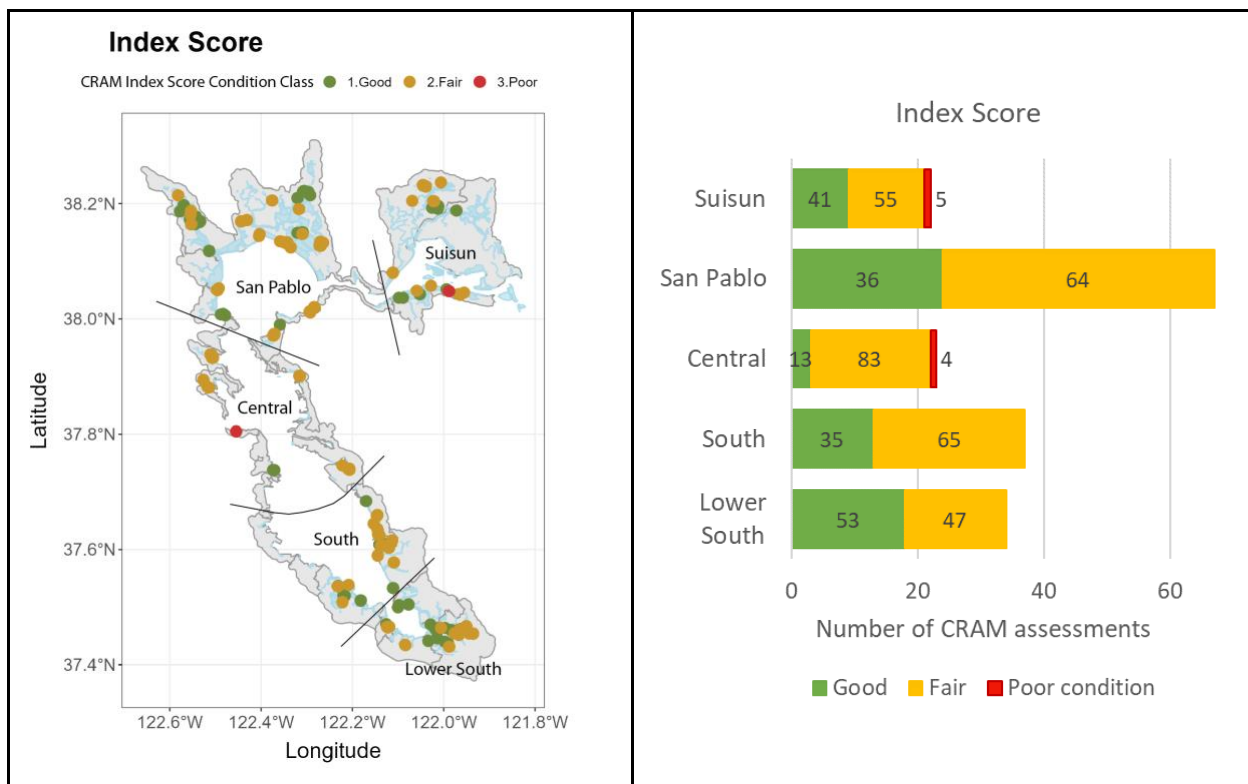 Index Score
CRAM Index Score Condition Class 1.Good 2.Fair 3.Poor
38.2°N
38.0°N
37.8°N
37.6°N
37.4°N
Latitude
Suisun
San Pablo
Central
South
Lower South
122.6°W 122.4°W 122.2°W 122.0°W 121.8°W
Longitude
Index Score
Suisun 41 55 5
San Pablo 36 64
Central 13 83 4
South 35 65
Lower
South 53 47
0 20 40 60
Number of CRAM assessments
Good Fair Poor condition